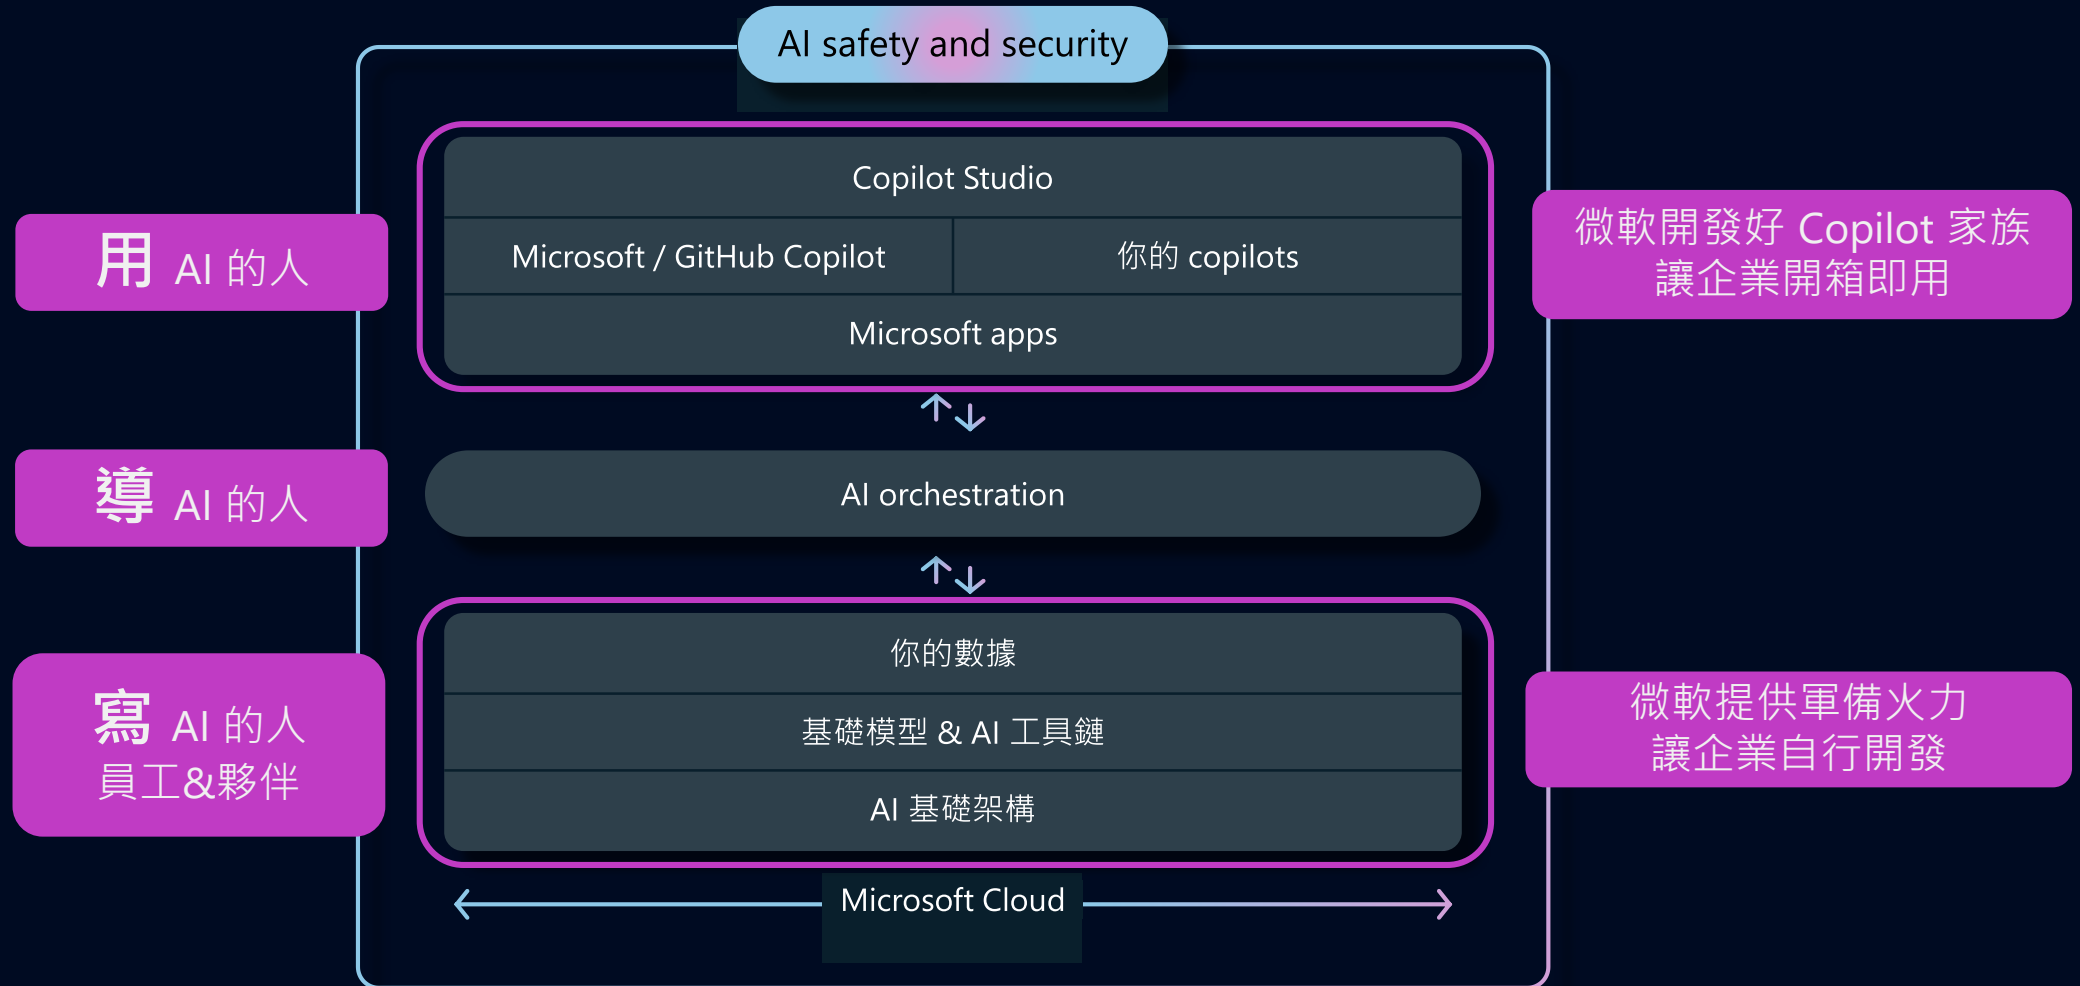 AI safety and security
Copilot Studio
用 AI 的人
Microsoft / GitHub Copilot
你的 copilots
微軟開發好 Copilot 家族
讓企業開箱即用
Microsoft apps
導 AI 的人
AI orchestration
你的數據
寫 AI 的人
員工&夥伴
基礎模型 & AI 工具鏈
微軟提供軍備火力
讓企業自行開發
AI 基礎架構
Microsoft Cloud